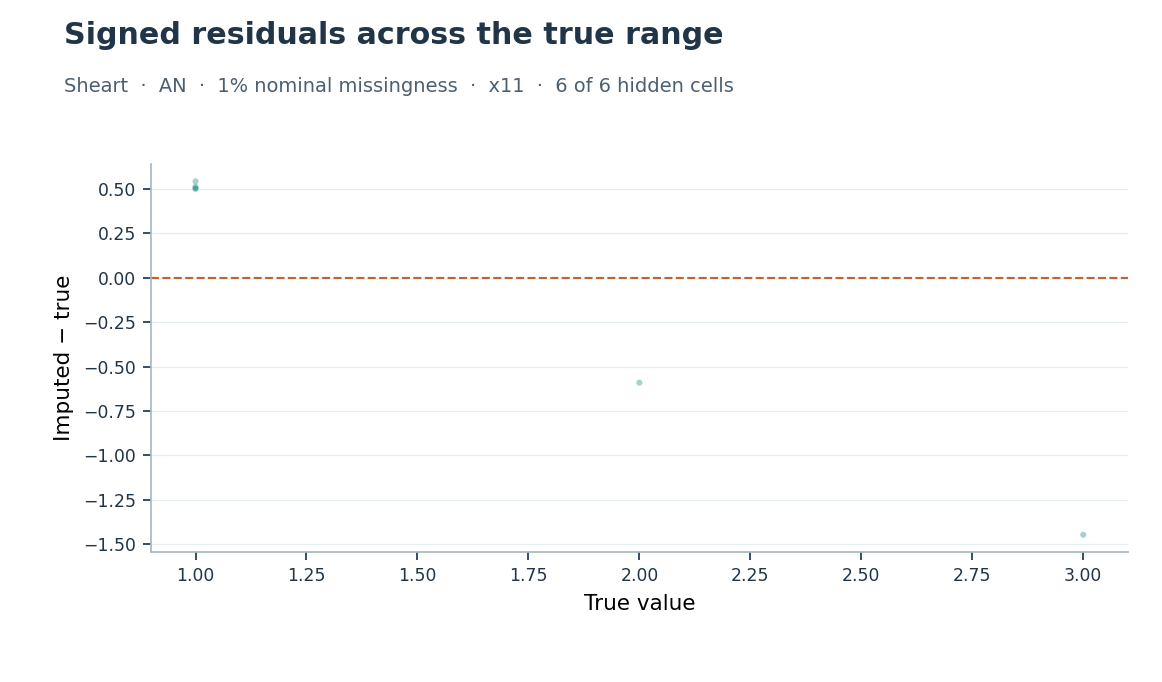 Signed residuals across the true range
Sheart · AN · 1% nominal missingness · x11 · 6 of 6 hidden cells
Imputed − true
0.50
0.25
0.00
−0.25
−0.50
−0.75
−1.00
−1.25
−1.50
1.00 1.25 1.50 1.75 2.00 2.25 2.50 2.75 3.00
True value